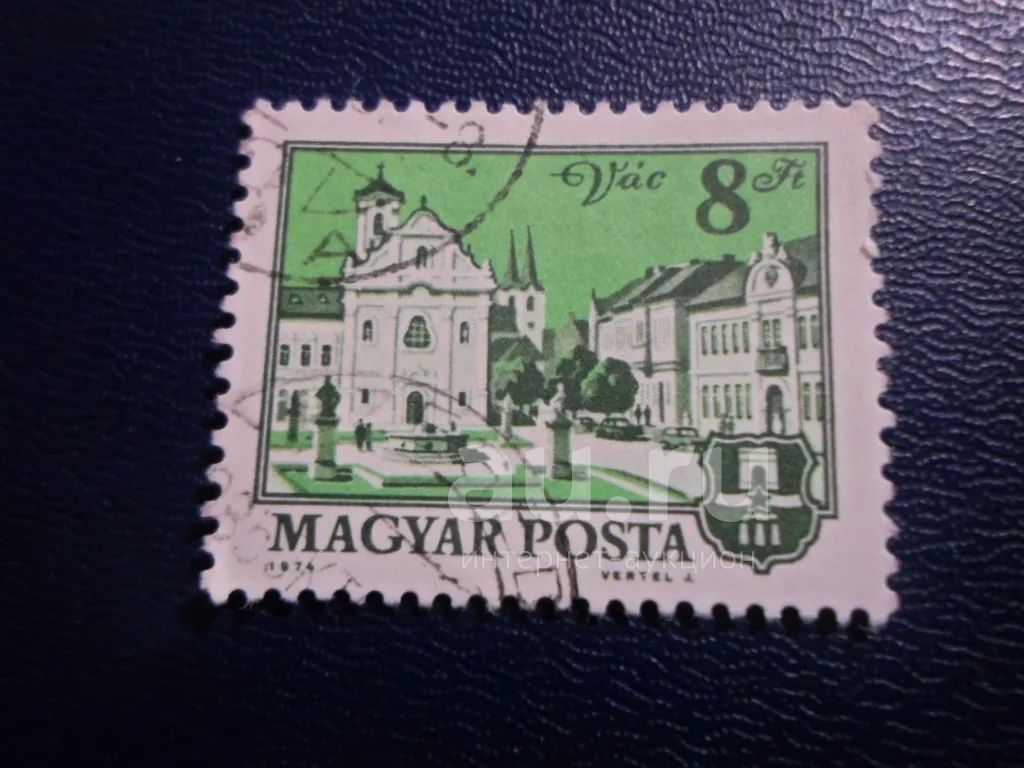 Vác 8 Ft
au.ru
MAGYAR POSTA
интернет-аукцион
1974 VERTEL J.